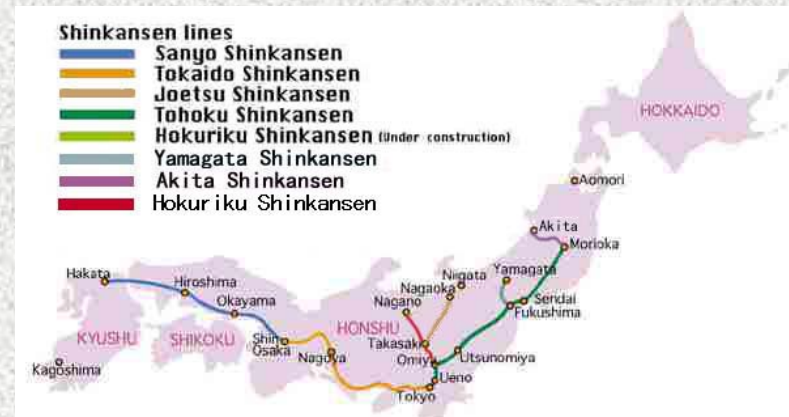 Shinkansen lines
Sanyo Shinkansen
Tokaido Shinkansen
Joetsu Shinkansen
Tohoku Shinkansen
Hokuriku Shinkansen (Under construction)
Yamagata Shinkansen
Akita Shinkansen
Hokuriku Shinkansen
HOKKAIDO
Aomori
Akita
Morioka
Hakata
Hiroshima
Okayama
Niigata
Yamagata
Nagaoka
Nagano
Sendai
Fukushima
KYUSHU
SHIKOKU
Shin
Osaka
HONSHU
Nagoya
Takasaki
Omiy
Utsunomiya
Ueno
Kagoshima
Tokyo